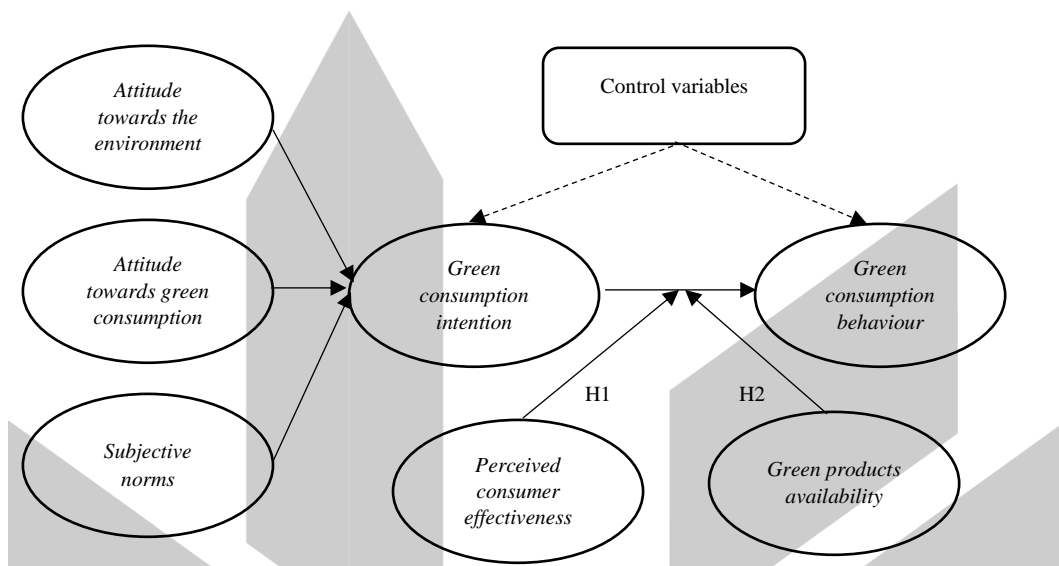 Attitude
towards the
environment
Control variables
Attitude
towards green
consumption
Green
consumption
intention
Green
consumption
behaviour
H1
H2
Subjective
norms
Perceived
consumer
effectiveness
Green products
availability